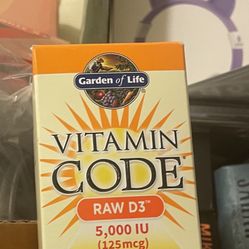 Garden of Life
VITAMIN
CODE
RAW D3™
5,000 IU
(125mcg)